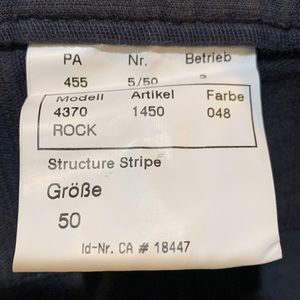 PA Nr. Betrieb
455 5/50
Modell Artikel Farbe
4370 1450 048
ROCK
Structure Stripe
Größe
50
Id-Nr. CA # 18447